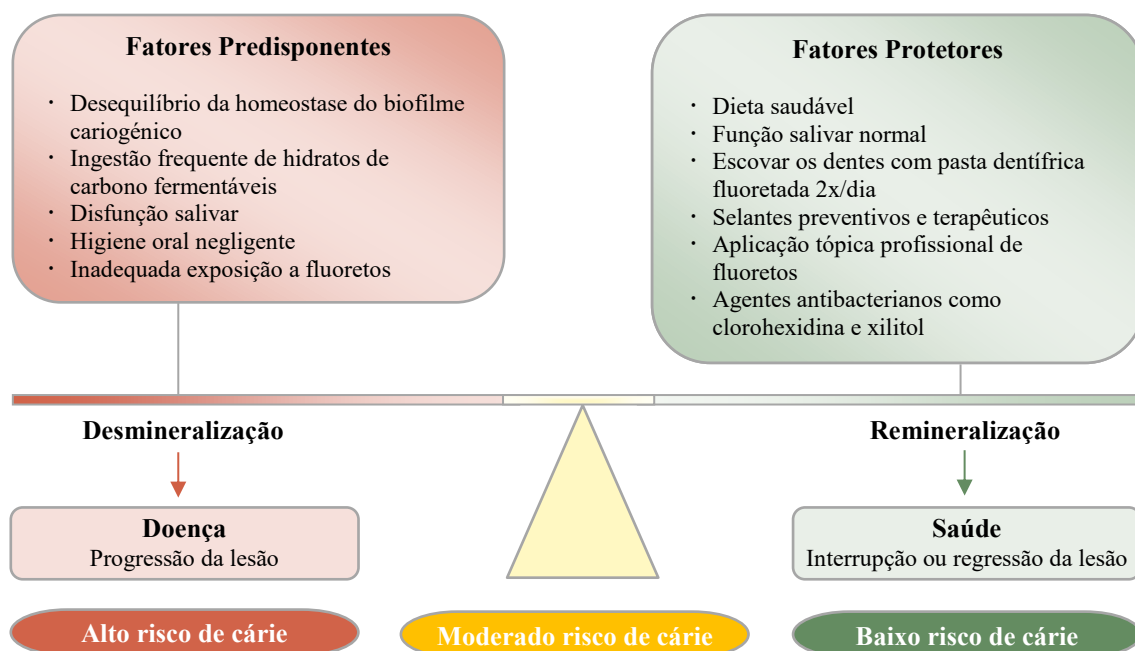 Fatores Predisponentes
· Desequilíbrio da homeostase do biofilme
cariogénico
· Ingestão frequente de hidratos de
carbono fermentáveis
· Disfunção salivar
· Higiene oral negligente
· Inadequada exposição a fluoretos
Fatores Protetores
· Dieta saudável
· Função salivar normal
· Escovar os dentes com pasta dentífrica
fluoretada 2x/dia
· Selantes preventivos e terapêuticos
· Aplicação tópica profissional de
fluoretos
· Agentes antibacterianos como
clorohexidina e xilitol
Desmineralização
Remineralização
Doença
Progressão da lesão
Saúde
Interrupção ou regressão da lesão
Alto risco de cárie
Moderado risco de cárie
Baixo risco de cárie